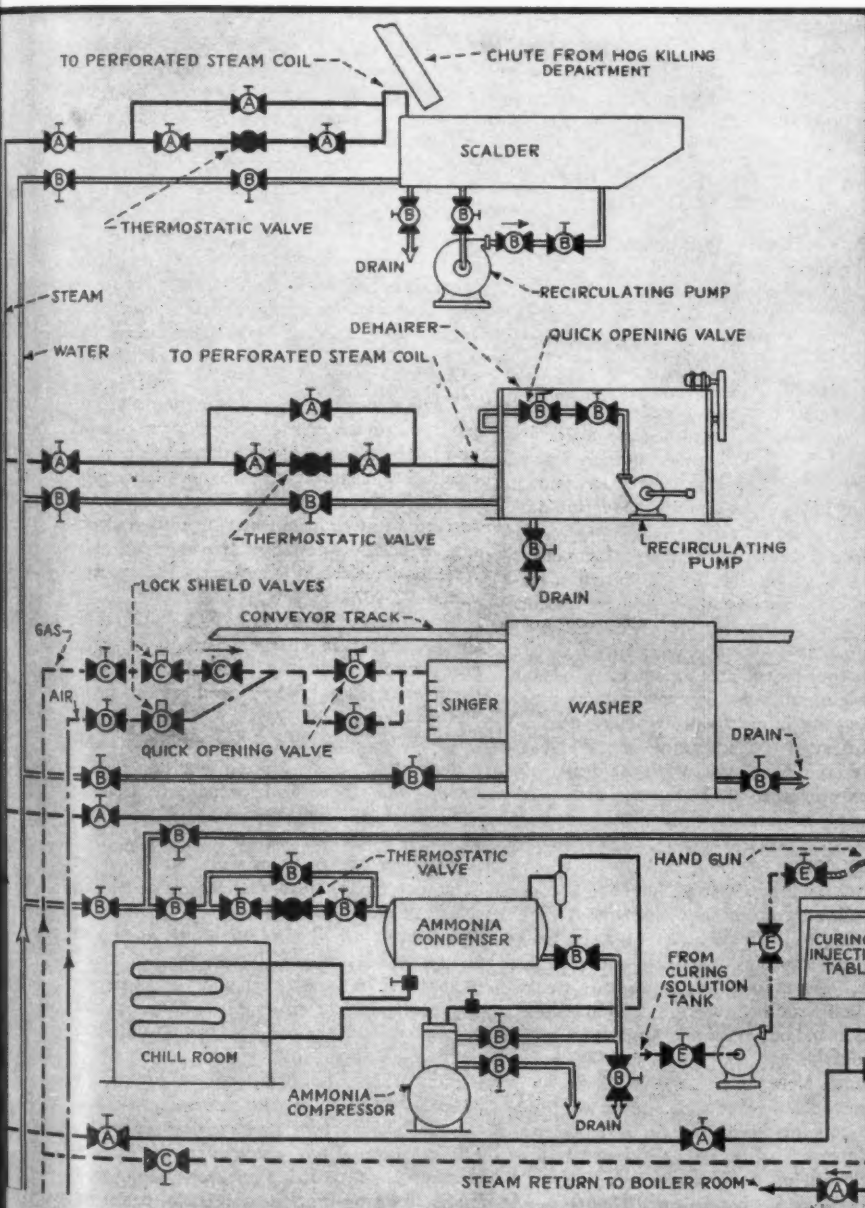 TO PERFORATED STEAM COIL
CHUTE FROM HOG KILLING
DEPARTMENT
A
A
A
A
SCALDER
B
B
THERMOSTATIC VALVE
B
B
B
B
DRAIN
RECIRCULATING PUMP
STEAM
DEHAIRER
QUICK OPENING VALVE
WATER
TO PERFORATED STEAM COIL
A
B
B
A
A
A
B
B
THERMOSTATIC VALVE
B
RECIRCULATING
PUMP
DRAIN
LOCK SHIELD VALVES
CONVEYOR TRACK
GAS
C
C
C
C
AIR
D
D
C
SINGER
WASHER
QUICK OPENING VALVE
DRAIN
B
B
B
A
B
THERMOSTATIC
VALVE
HAND GUN
B
E
B
B
B
B
AMMONIA
CONDENSER
B
E
FROM
CURING
SOLUTION
TANK
CURING
INJECTI
TABL
CHILL ROOM
B
B
B
E
AMMONIA
COMPRESSOR
DRAIN
A
A
C
STEAM RETURN TO BOILER ROOM
A